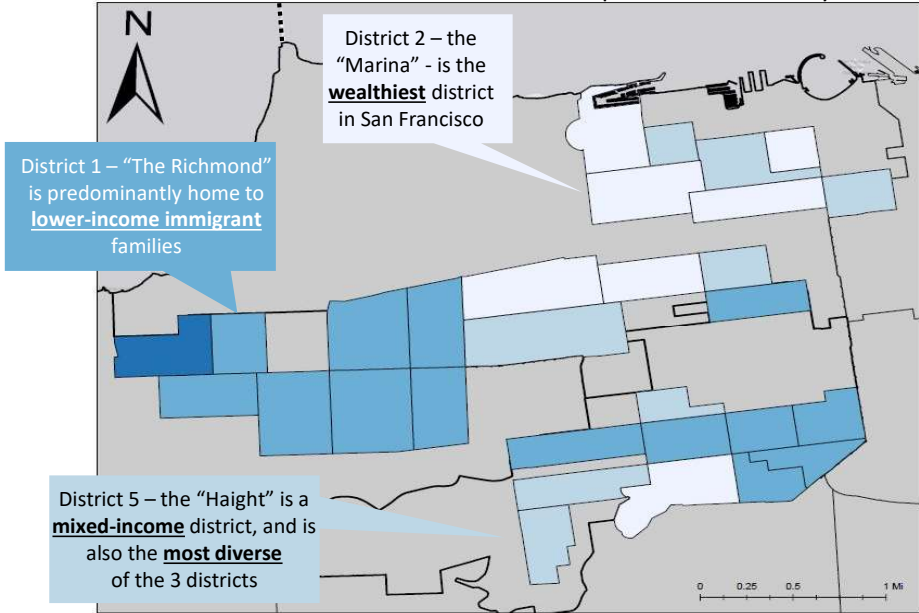 N
District 2 – the
“Marina” - is the
wealthiest district
in San Francisco
District 1 – “The Richmond”
is predominantly home to
lower-income immigrant
families
District 5 – the “Haight” is a
mixed-income district, and is
also the most diverse
of the 3 districts
0 0.25 0.5 1 Mi